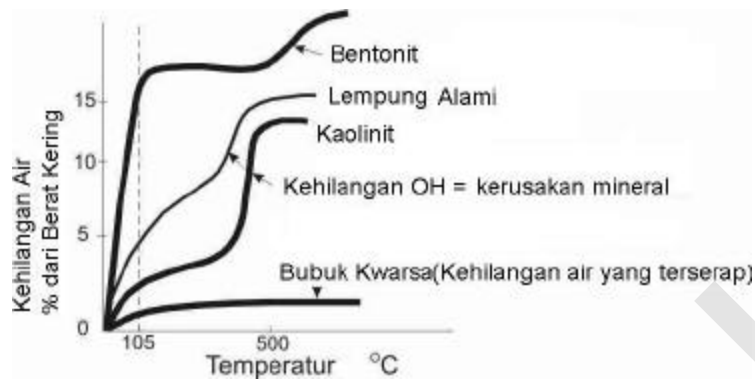 Bentonit
Lempung Alami
Kaolinit
Kehilangan OH = kerusakan mineral
Bubuk Kwarsa(Kehilangan air yang terserap)
Kehilangan Air
% dari Berat Kering
15
10
5
0
105
500
Temperatur °C